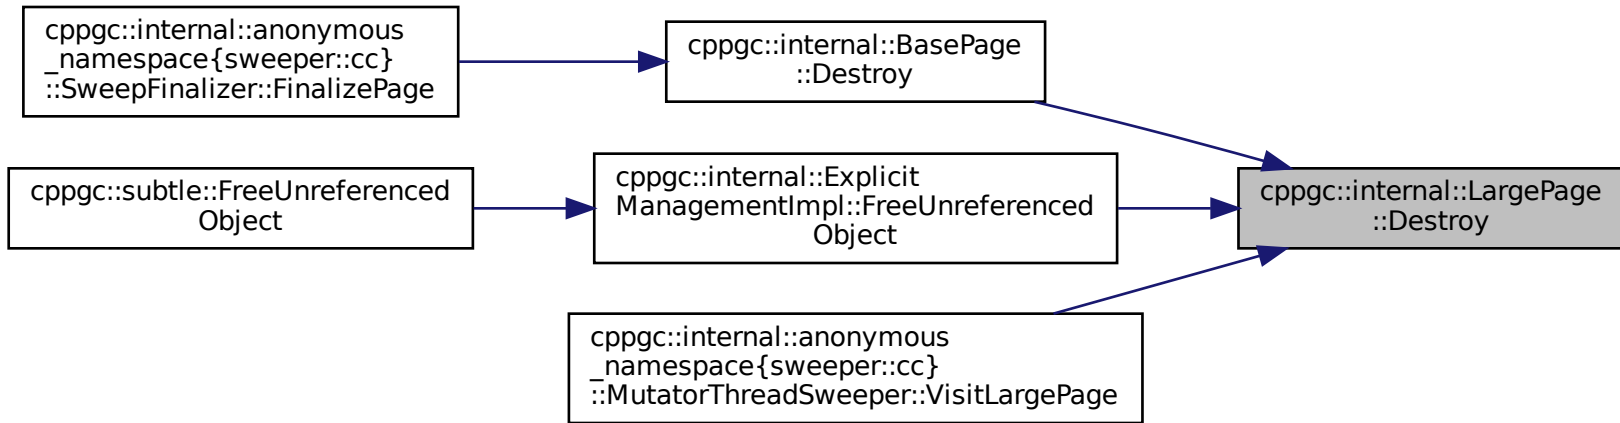 cppgc::internal::anonymous
_namespace{sweeper::cc}
::SweepFinalizer::FinalizePage
cppgc::internal::BasePage
::Destroy
cppgc::subtle::FreeUnreferenced
Object
cppgc::internal::Explicit
ManagementImpl::FreeUnreferenced
Object
cppgc::internal::LargePage
::Destroy
cppgc::internal::anonymous
_namespace{sweeper::cc}
::MutatorThreadSweeper::VisitLargePage